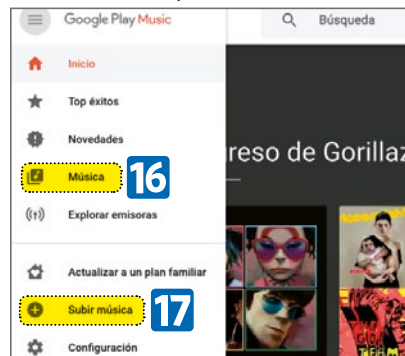 Google Play Music
Búsqueda
Inicio
Top éxitos
Novedades
reso de Gorillaz
Música 16
Explorar emisoras
Actualizar a un plan familiar
Subir música 17
Configuración